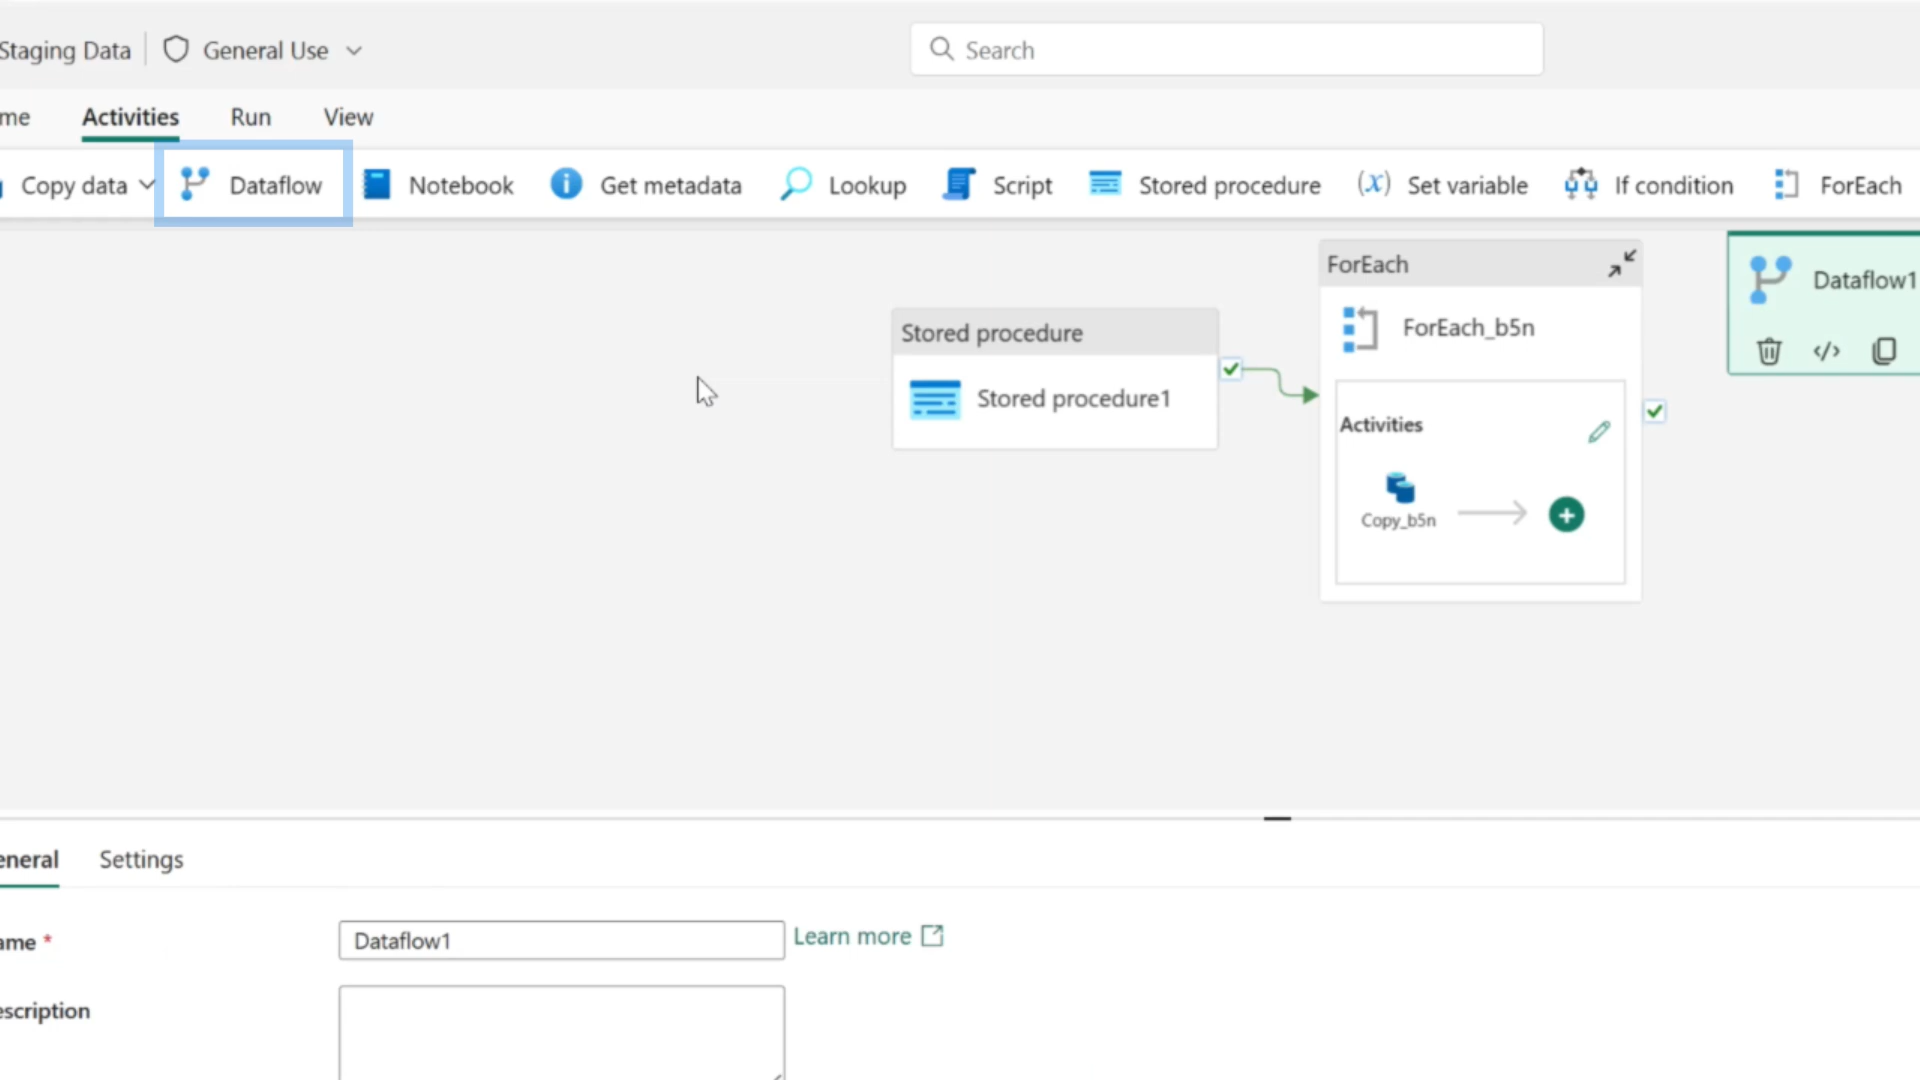 Staging Data
General Use
Search
me
Activities
Run
View
Copy data
Dataflow
Notebook
Get metadata
Lookup
Script
Stored procedure
(x) Set variable
If condition
ForEach
ForEach
ForEach_b5n
Dataflow1
Stored procedure
Stored procedure1
Activities
Copy_b5n
eneral
Settings
ame *
Dataflow1
Learn more
escription